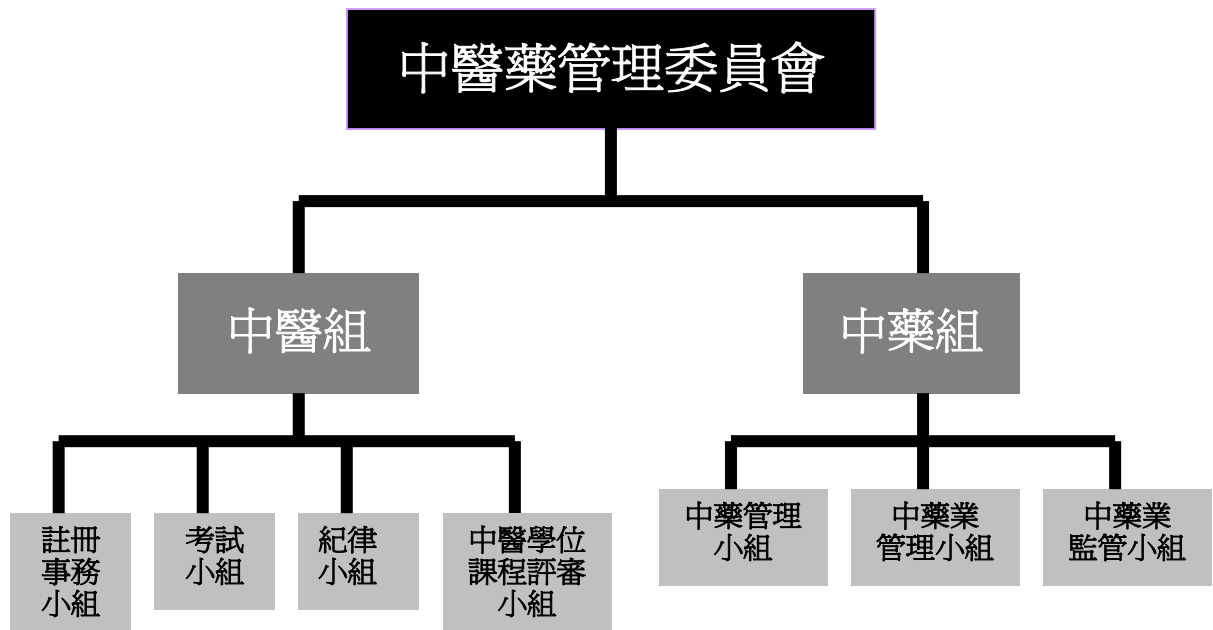 中醫藥管理委員會
中醫組
中藥組
註冊
事務
小組
考試
小組
紀律
小組
中醫學位
課程評審
小組
中藥管理
小組
中藥業
管理小組
中藥業
監管小組